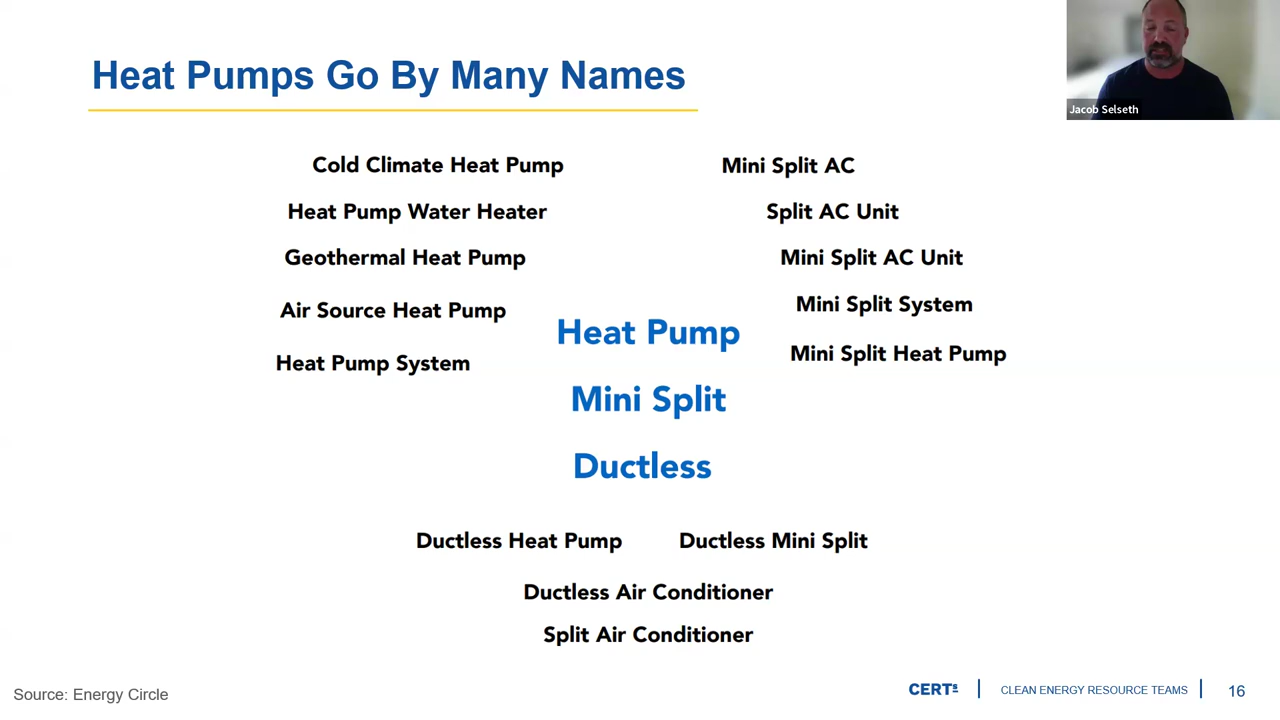 Heat Pumps Go By Many Names
Jacob Selseth
Cold Climate Heat Pump
Heat Pump Water Heater
Geothermal Heat Pump
Air Source Heat Pump
Heat Pump System
Mini Split AC
Split AC Unit
Mini Split AC Unit
Mini Split System
Mini Split Heat Pump
Heat Pump
Mini Split
Ductless
Ductless Heat Pump
Ductless Mini Split
Ductless Air Conditioner
Split Air Conditioner
Source: Energy Circle
CERTs
CLEAN ENERGY RESOURCE TEAMS
16